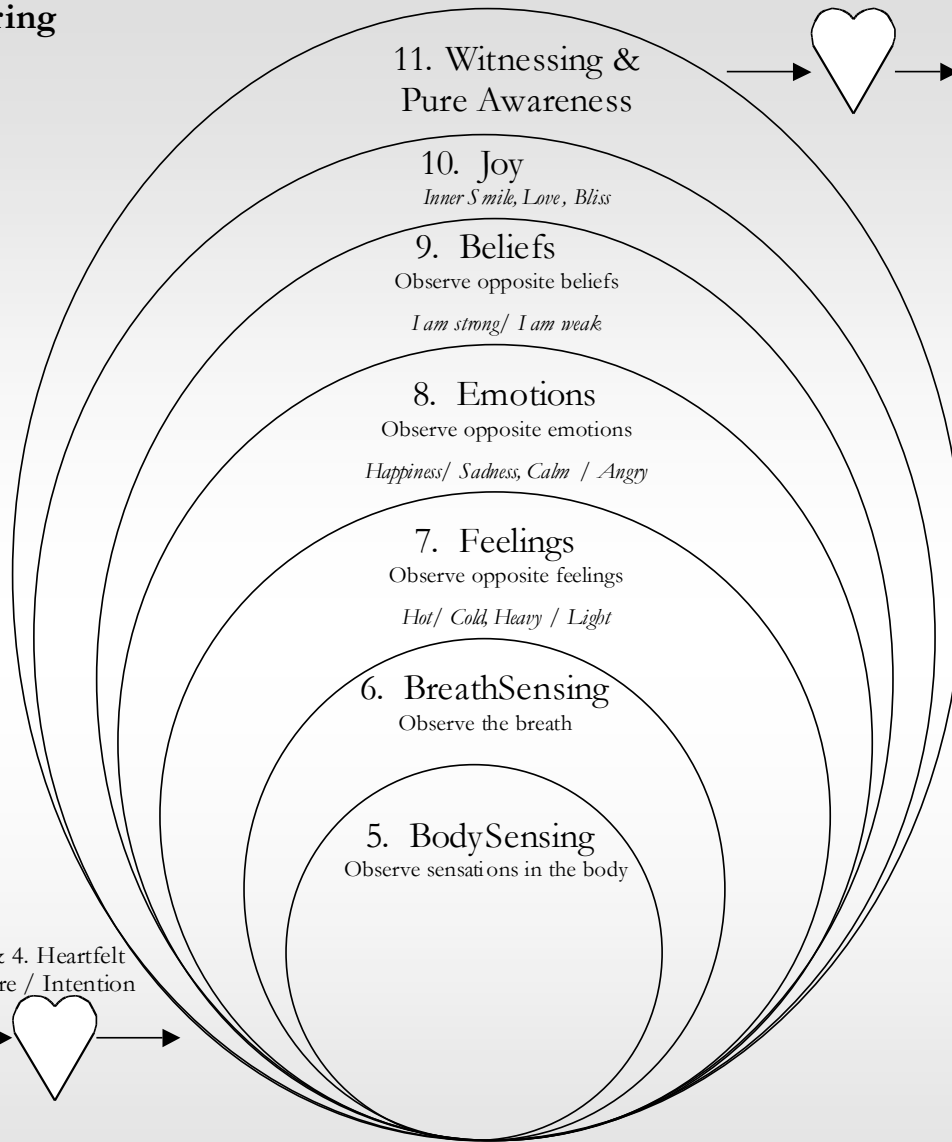 ring
11. Witnessing &
Pure Awareness
10. Joy
Inner Smile, Love, Bliss
9. Beliefs
Observe opposite beliefs
I am strong/ I am weak
8. Emotions
Observe opposite emotions
Happiness/ Sadness, Calm / Angry
7. Feelings
Observe opposite feelings
Hot/ Cold, Heavy / Light
6. BreathSensing
Observe the breath
5. BodySensing
Observe sensations in the body
& 4. Heartfelt
re / Intention